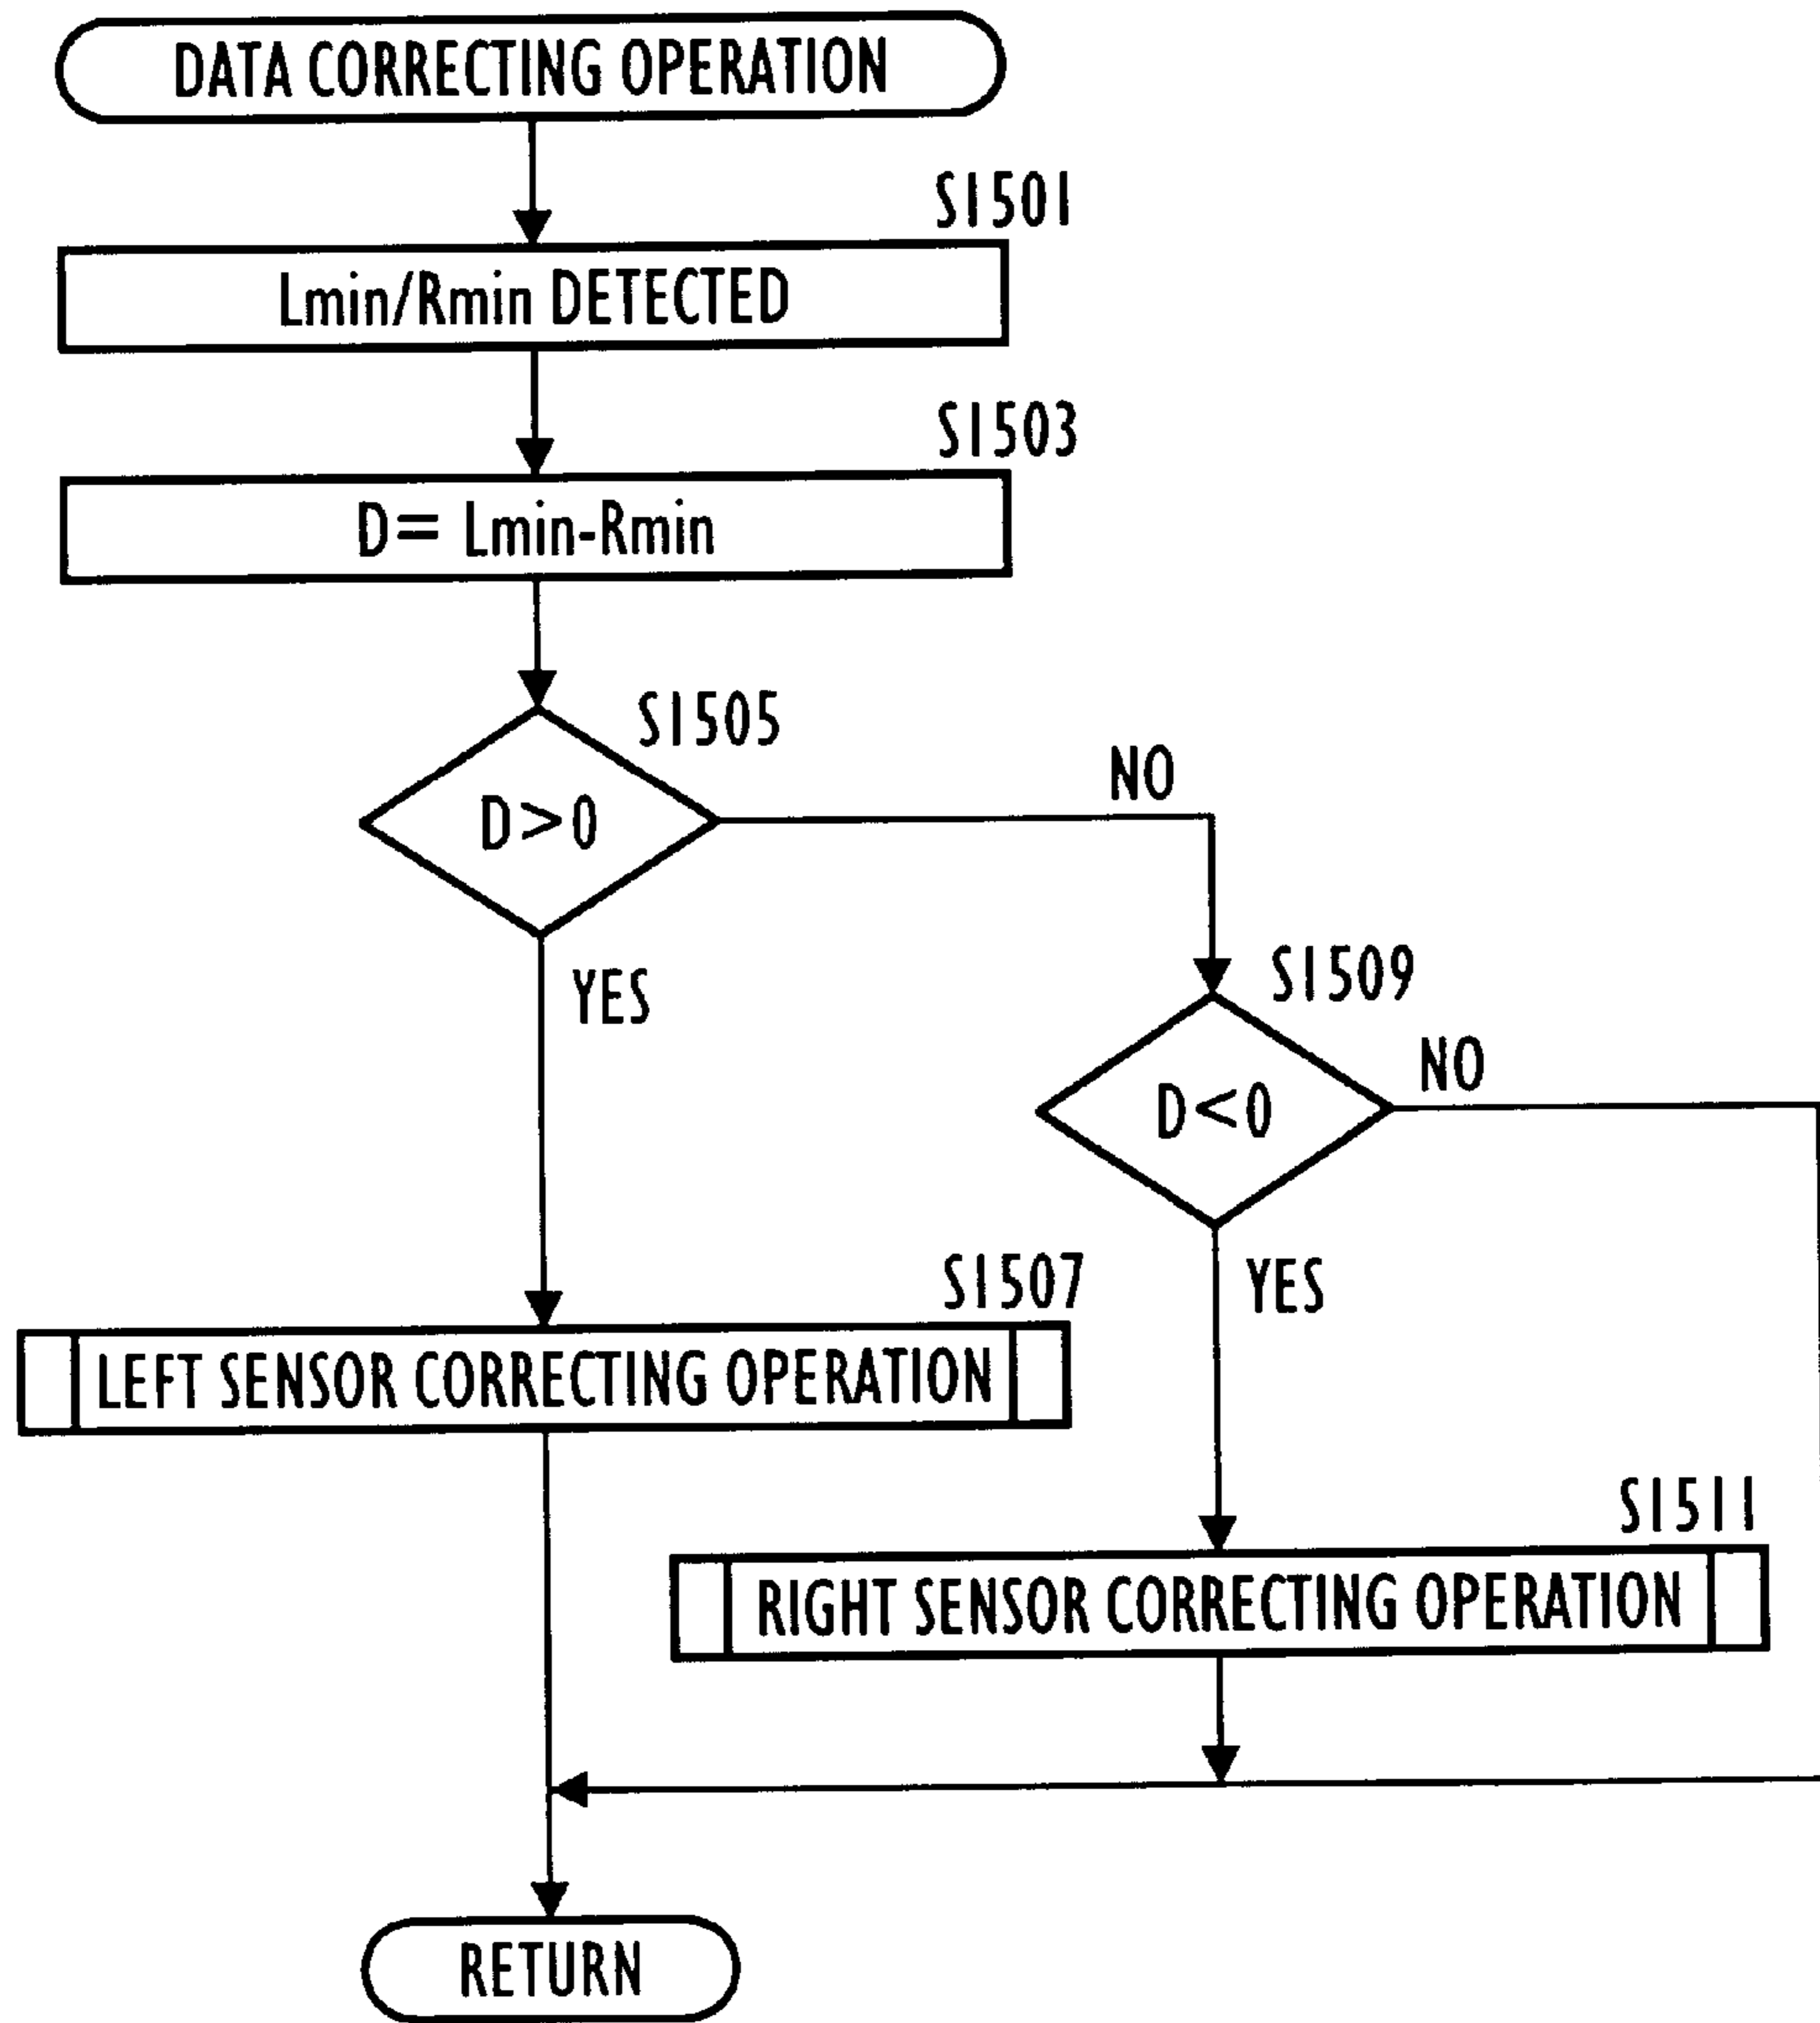 DATA CORRECTING OPERATION
S1501
Lmin/Rmin DETECTED
S1503
D= Lmin-Rmin
S1505
D>0
NO
YES
S1509
D<0
NO
YES
S1507
LEFT SENSOR CORRECTING OPERATION
S1511
RIGHT SENSOR CORRECTING OPERATION
RETURN